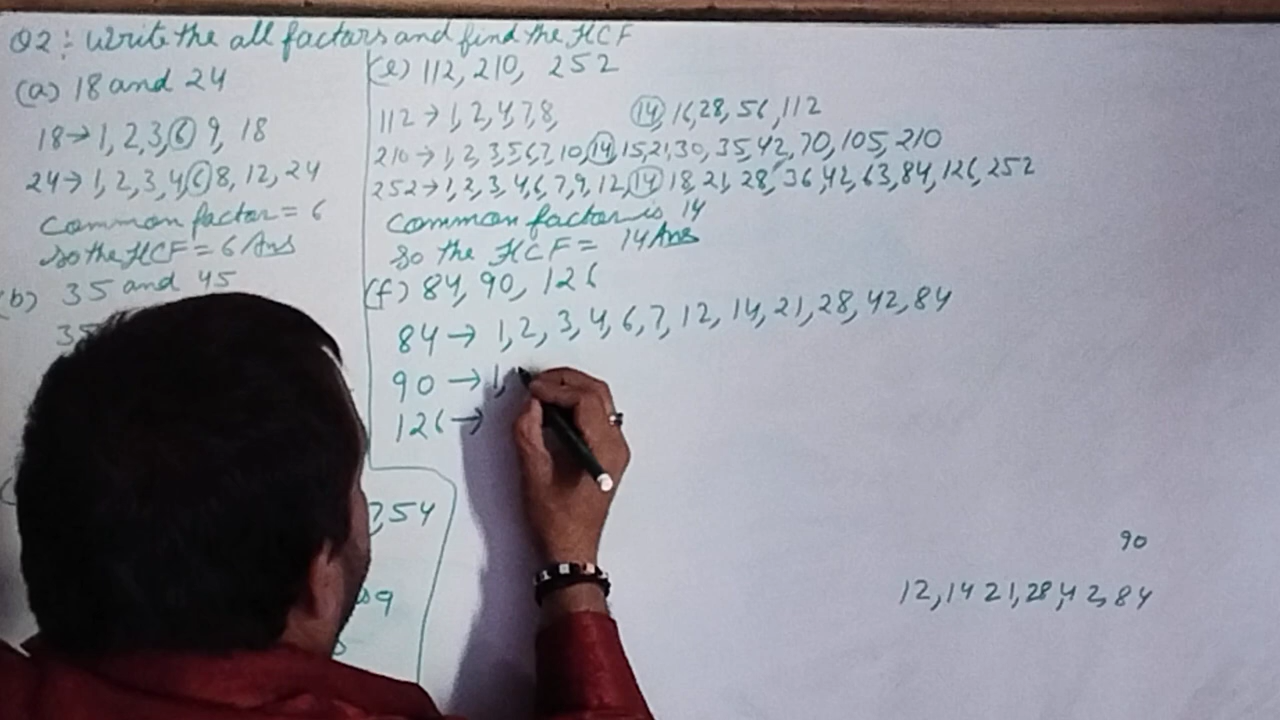 Q2: Write the all factors and find the HCF
(a) 18 and 24
18→ 1, 2, 3, 6 9, 18
24→ 1, 2, 3, 4, 6, 8, 12, 24
Common factor = 6
so the HCF = 6 Ans
(b) 35 and 45
35
(e) 112, 210, 252
112 → 1, 2, 4, 7, 8, 14, 16, 28, 56, 112
210 → 1, 2, 3, 5, 6, 7, 10, 14, 15, 21, 30, 35, 42, 70, 105, 210
252 → 1, 2, 3, 4, 6, 7, 9, 12, 14 18, 21, 28, 36, 42, 63, 84, 126, 252
Common factor is 14
So the HCF = 14 Ans
(f) 84, 90, 126
84 → 1, 2, 3, 4, 6, 7, 12, 14, 21, 28, 42, 84
90 → 1,
126 →
, 54
9
90
12, 14 21, 28, 42, 84